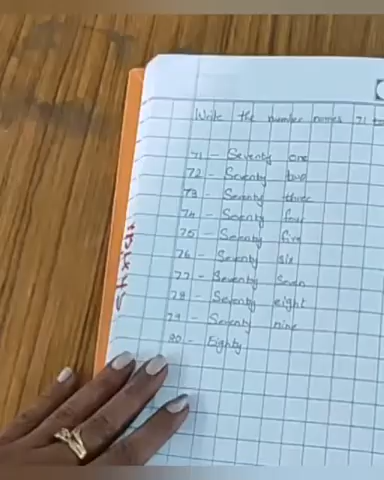 Write the number names 71
71 - Seventy one
72 - Seventy two
73 - Seventy three
74 - Seventy four
75 - Seventy five
76 - Seventy six
77 - Seventy Seven
78 - Seventy eight
79 - Seventy nine
80 - Eighty